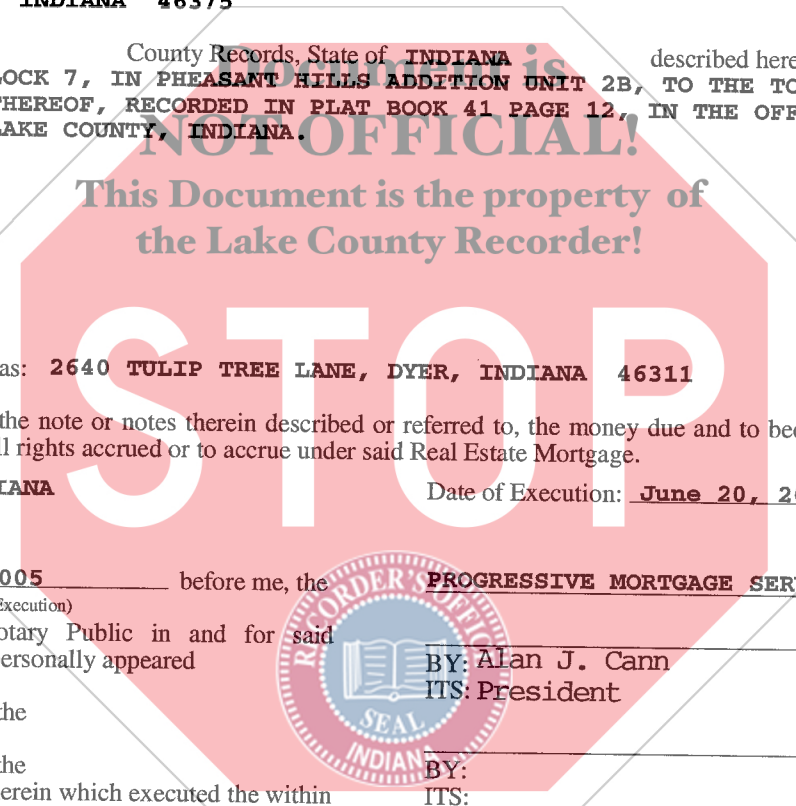 INDIANA 46375
County Records, State of INDIANA described here
Document is
OCK 7, IN PHEASANT HILLS ADDITION UNIT 2B, TO THE TO
THEREOF, RECORDED IN PLAT BOOK 41 PAGE 12, IN THE OFF
LAKE COUNTY, INDIANA.
NOT OFFICIAL!
This Document is the property of
the Lake County Recorder!
STOP
as: 2640 TULIP TREE LANE, DYER, INDIANA 46311
the note or notes therein described or referred to, the money due and to bec
ll rights accrued or to accrue under said Real Estate Mortgage.
IANA Date of Execution: June 20, 2
005 before me, the PROGRESSIVE MORTGAGE SER
Execution)
otary Public in and for said
ersonally appeared BY: Alan J. Cann
ITS: President
the
the BY:
erein which executed the within ITS:
RECORDER'S OFFICE
SEAL
INDIANA